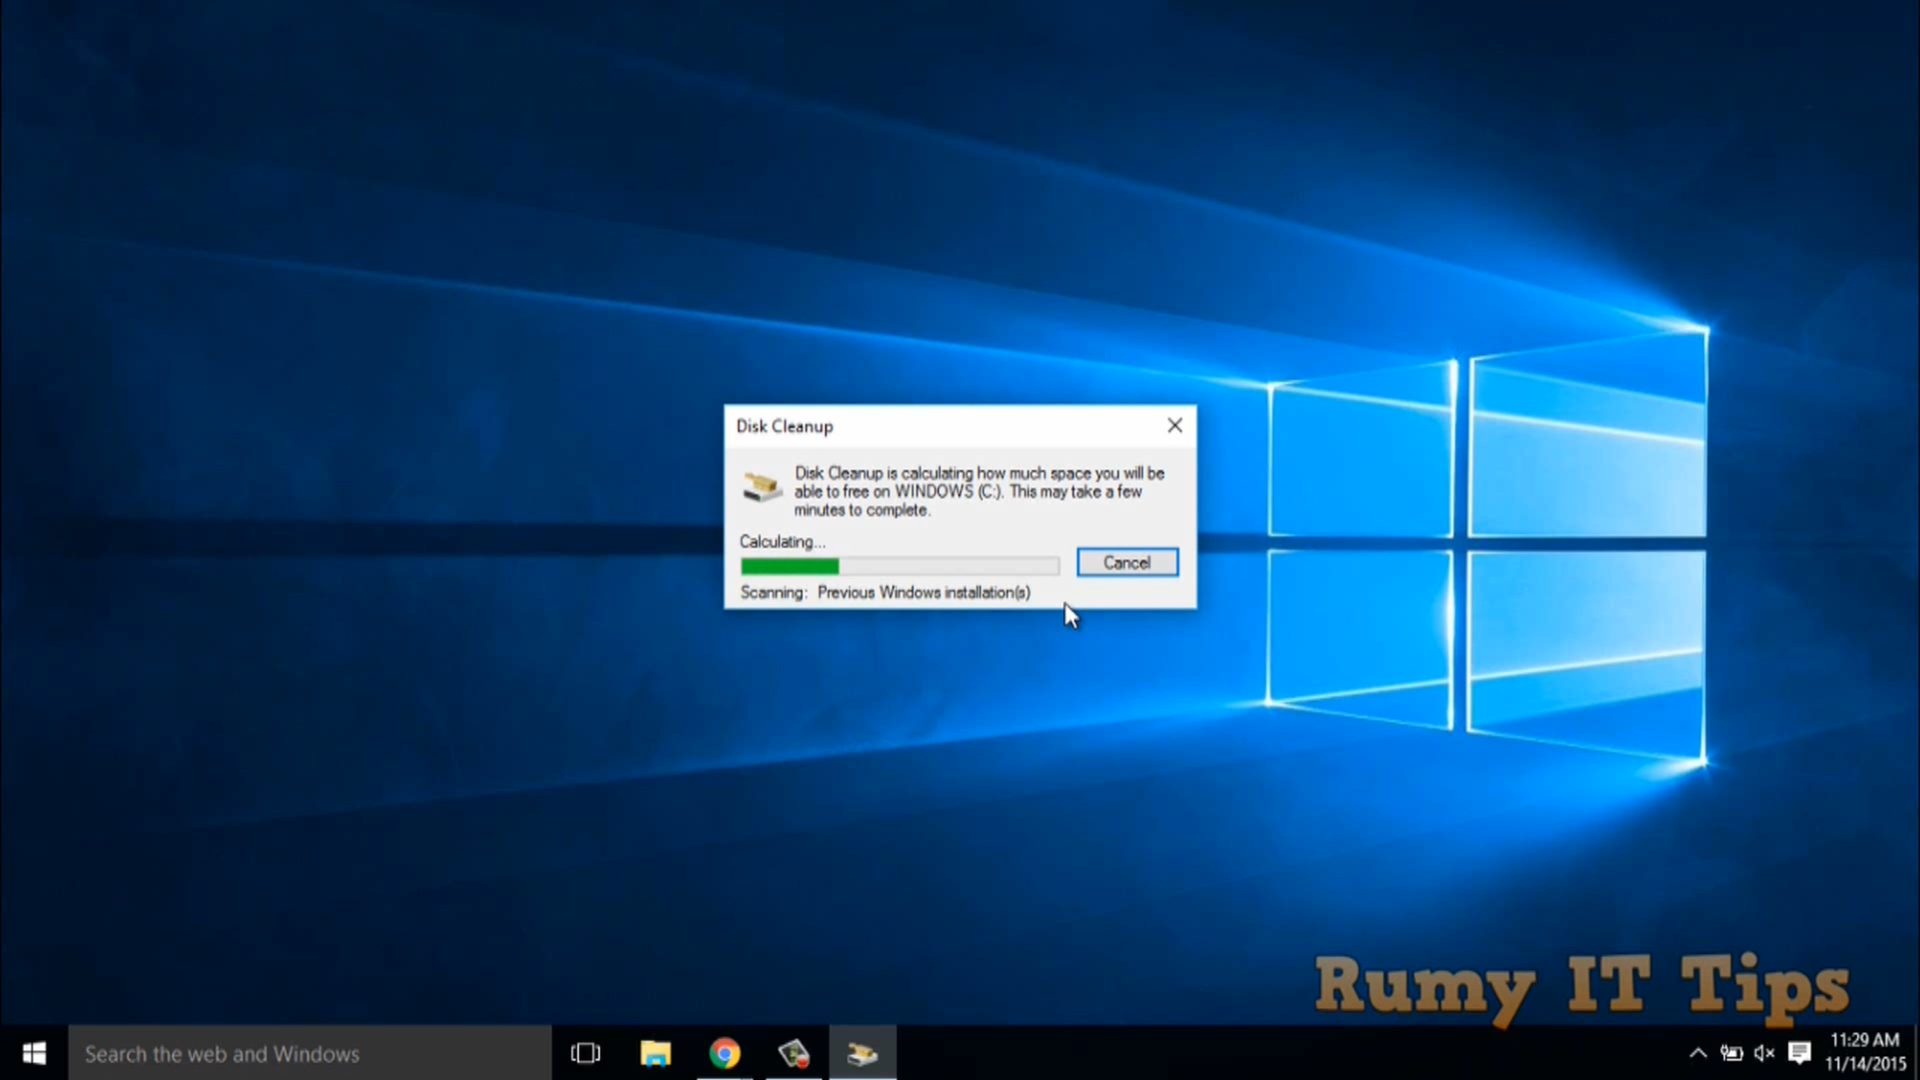 Disk Cleanup
Disk Cleanup is calculating how much space you will be
able to free on WINDOWS (C:). This may take a few
minutes to complete.
Calculating...
Cancel
Scanning: Previous Windows installation(s)
Rumy IT Tips
Search the web and Windows
11:29 AM
11/14/2015